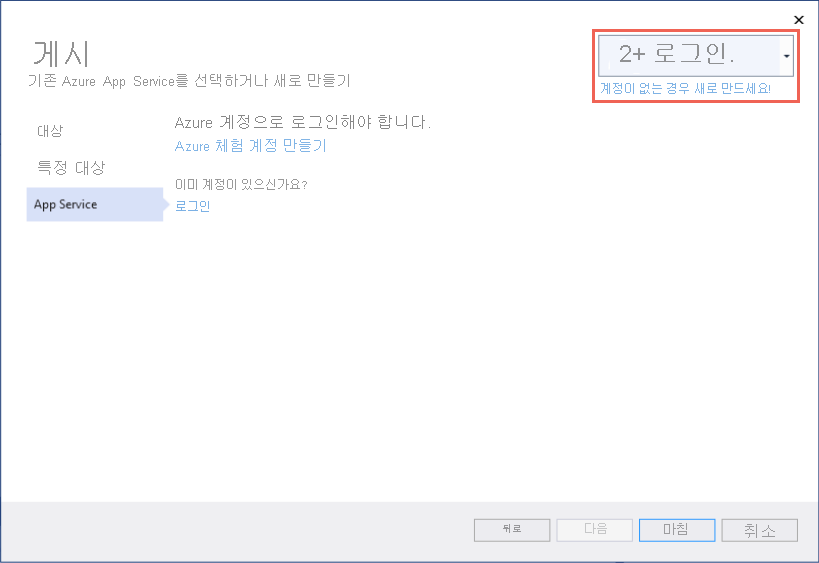 게시
기존 Azure App Service를 선택하거나 새로 만들기
2+ 로그인.
계정이 없는 경우 새로 만드세요!
대상
특정 대상
App Service
Azure 계정으로 로그인해야 합니다.
Azure 체험 계정 만들기
이미 계정이 있으신가요?
로그인
뒤로
다음
마침
취소